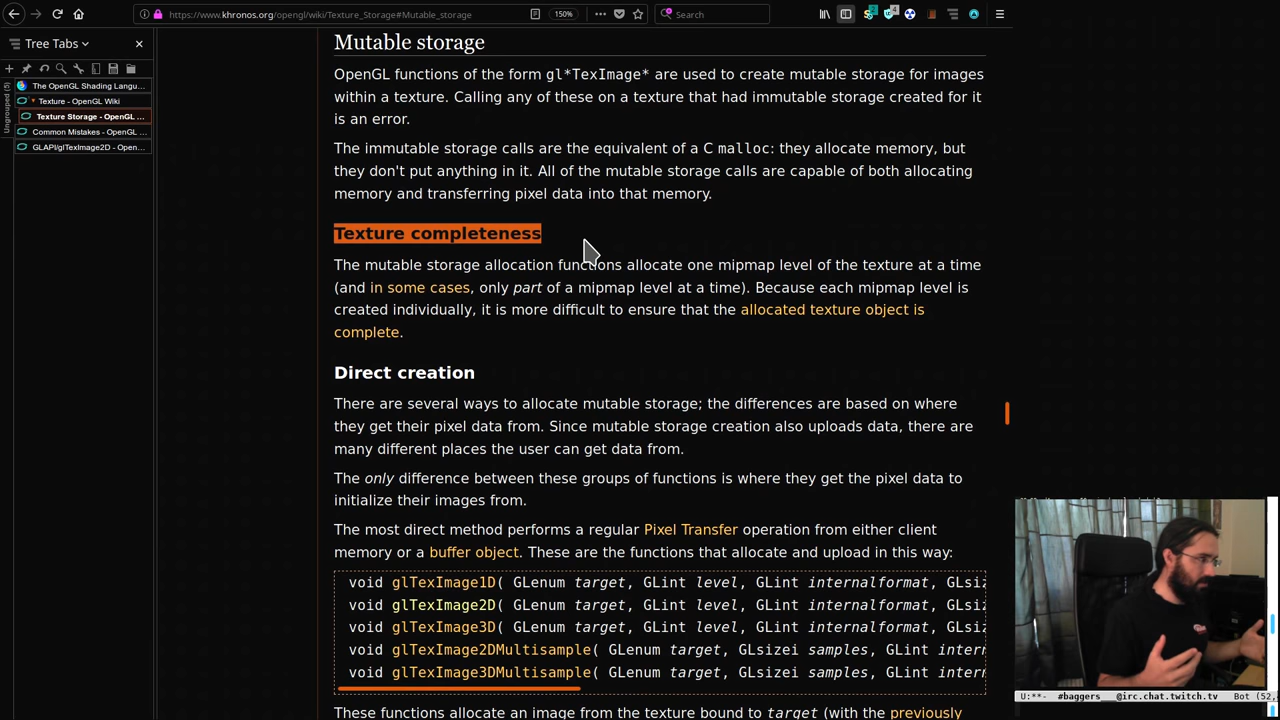 https://www.khronos.org/opengl/wiki/Texture_Storage#Mutable_storage
150%
Search
2
4
Tree Tabs
Ungrouped (5)
The OpenGL Shading Langu...
Texture - OpenGL Wiki
Texture Storage - OpenGL ...
Common Mistakes - OpenGL ...
GLAPI/glTexImage2D - Open...
Mutable storage
OpenGL functions of the form gl*TexImage* are used to create mutable storage for images
within a texture. Calling any of these on a texture that had immutable storage created for it
is an error.
The immutable storage calls are the equivalent of a C malloc: they allocate memory, but
they don't put anything in it. All of the mutable storage calls are capable of both allocating
memory and transferring pixel data into that memory.
Texture completeness
The mutable storage allocation functions allocate one mipmap level of the texture at a time
(and in some cases, only part of a mipmap level at a time). Because each mipmap level is
created individually, it is more difficult to ensure that the allocated texture object is
complete.
Direct creation
There are several ways to allocate mutable storage; the differences are based on where
they get their pixel data from. Since mutable storage creation also uploads data, there are
many different places the user can get data from.
The only difference between these groups of functions is where they get the pixel data to
initialize their images from.
The most direct method performs a regular Pixel Transfer operation from either client
memory or a buffer object. These are the functions that allocate and upload in this way:
void glTexImage1D( GLenum target, GLint level, GLint internalformat, GLsiz
void glTexImage2D( GLenum target, GLint level, GLint internalformat, GLsiz
void glTexImage3D( GLenum target, GLint level, GLint internalformat, GLsiz
void glTexImage2DMultisample( GLenum target, GLsizei samples, GLint intern
void glTexImage3DMultisample( GLenum target, GLsizei samples, GLint intern
These functions allocate an image from the texture bound to target (with the previously
U:**- #baggers__@irc.chat.twitch.tv Bot (52,